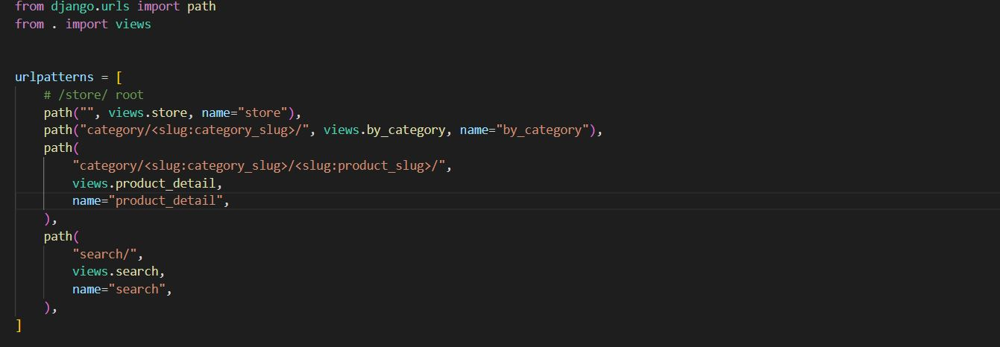 from django.urls import path
from . import views
urlpatterns = [
    # /store/ root
    path("", views.store, name="store"),
    path("category/<slug:category_slug>/", views.by_category, name="by_category"),
    path(
        "category/<slug:category_slug>/<slug:product_slug>/",
        views.product_detail,
        name="product_detail",
    ),
    path(
        "search/",
        views.search,
        name="search",
    ),
]